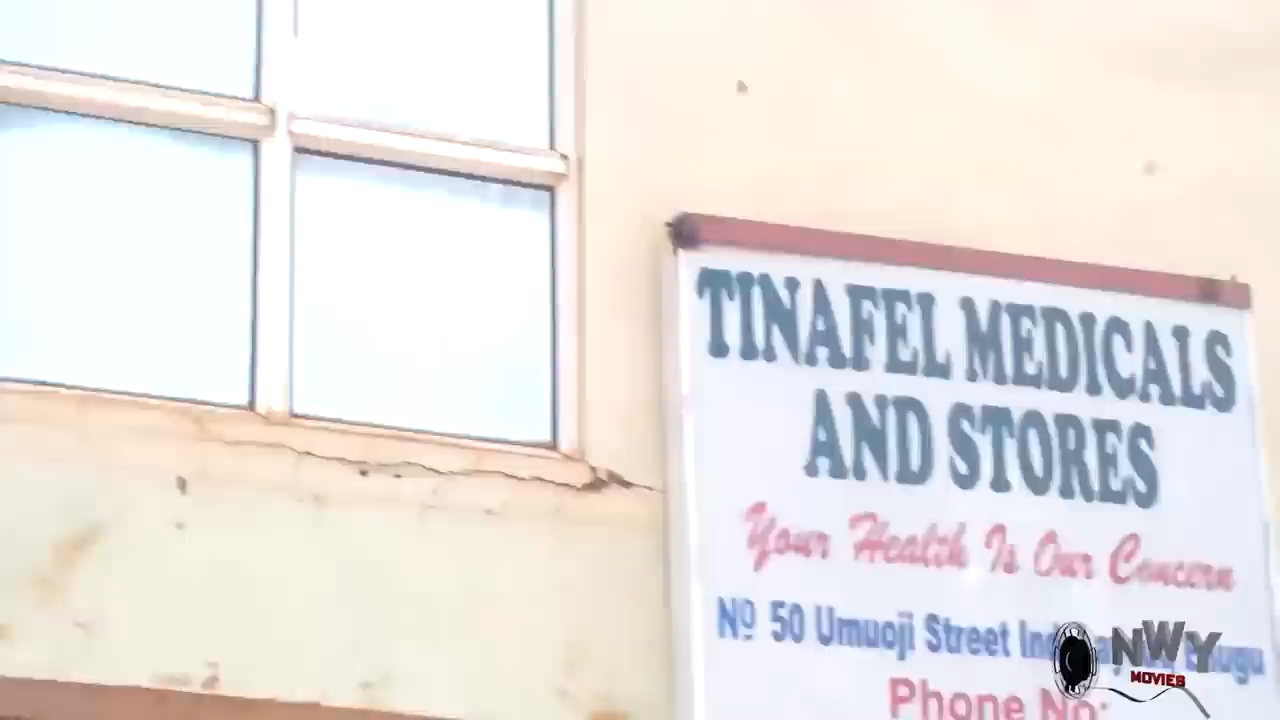 TINAFEL MEDICALS
AND STORES
Your Health Is Our Concern
Nº 50 Umuoji Street
Phone No:
NWY
MOVIES